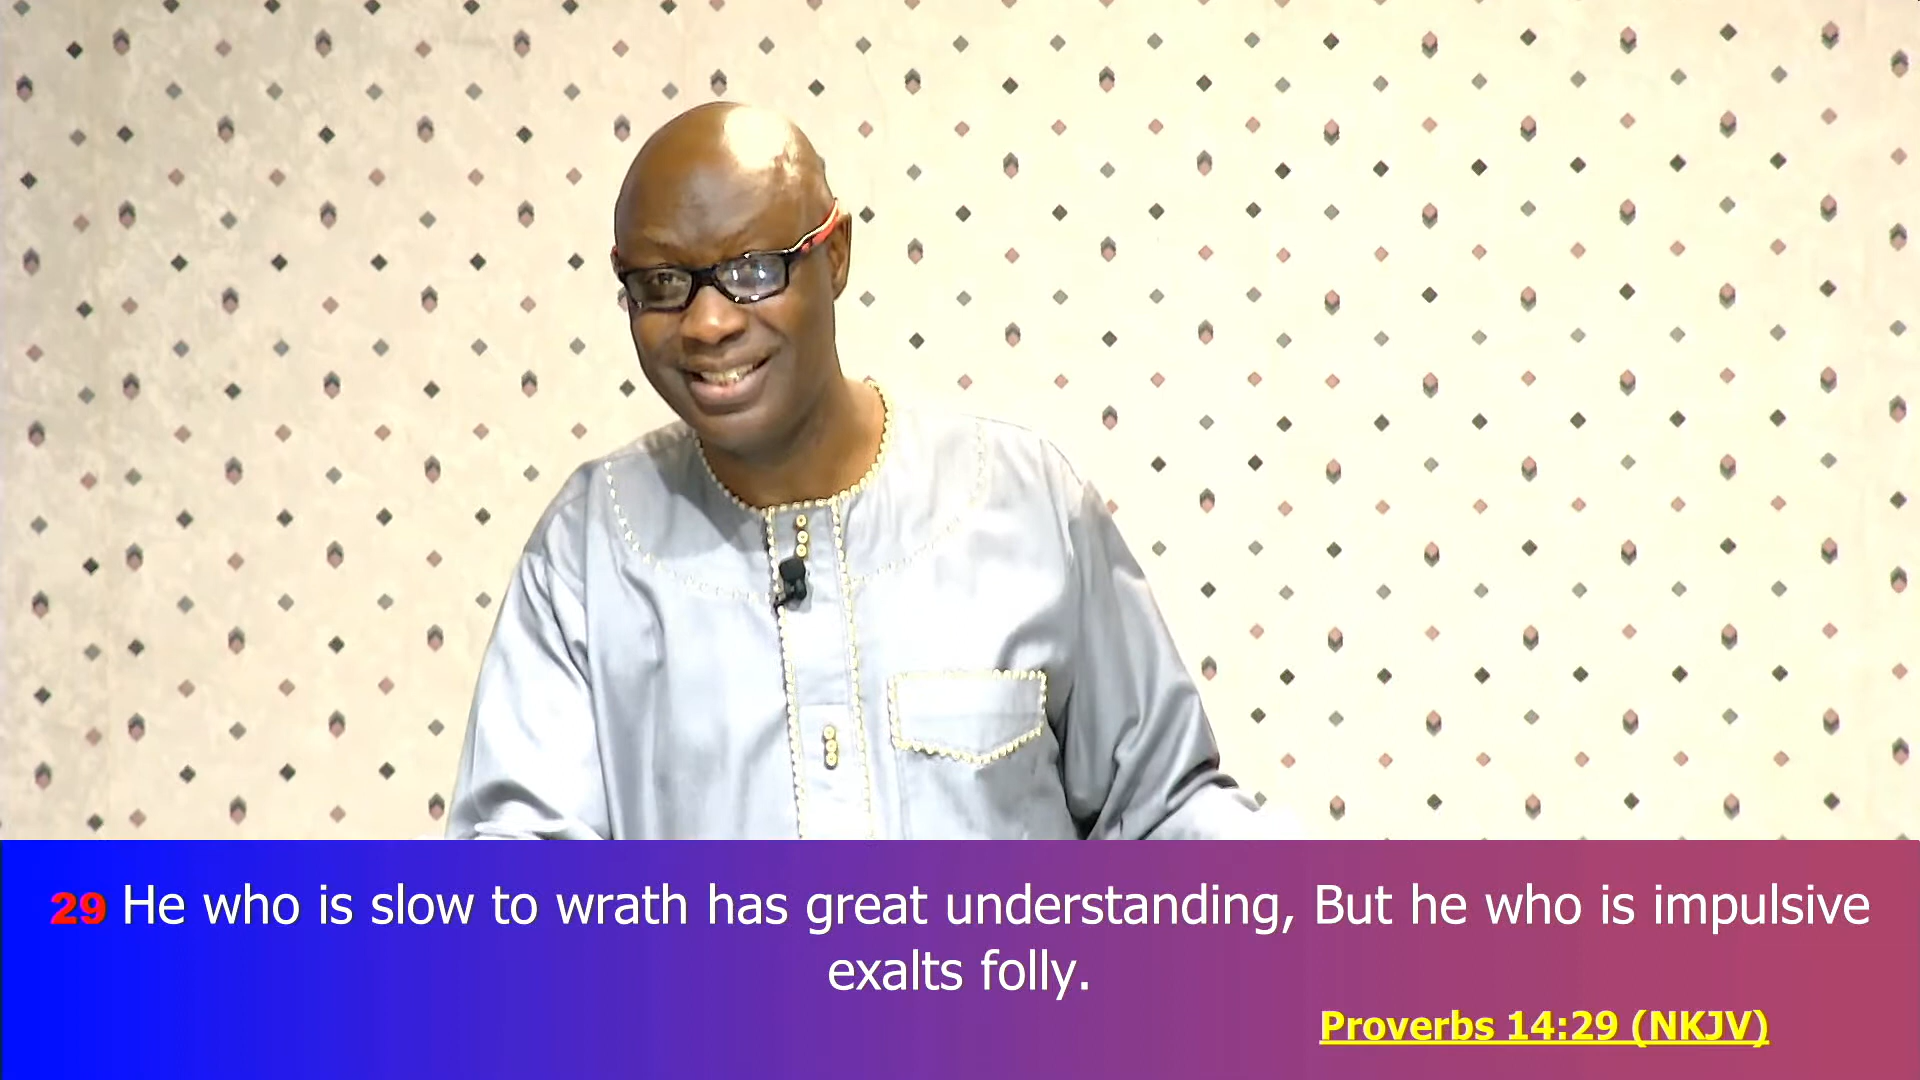 29 He who is slow to wrath has great understanding, But he who is impulsive
exalts folly.
Proverbs 14:29 (NKJV)